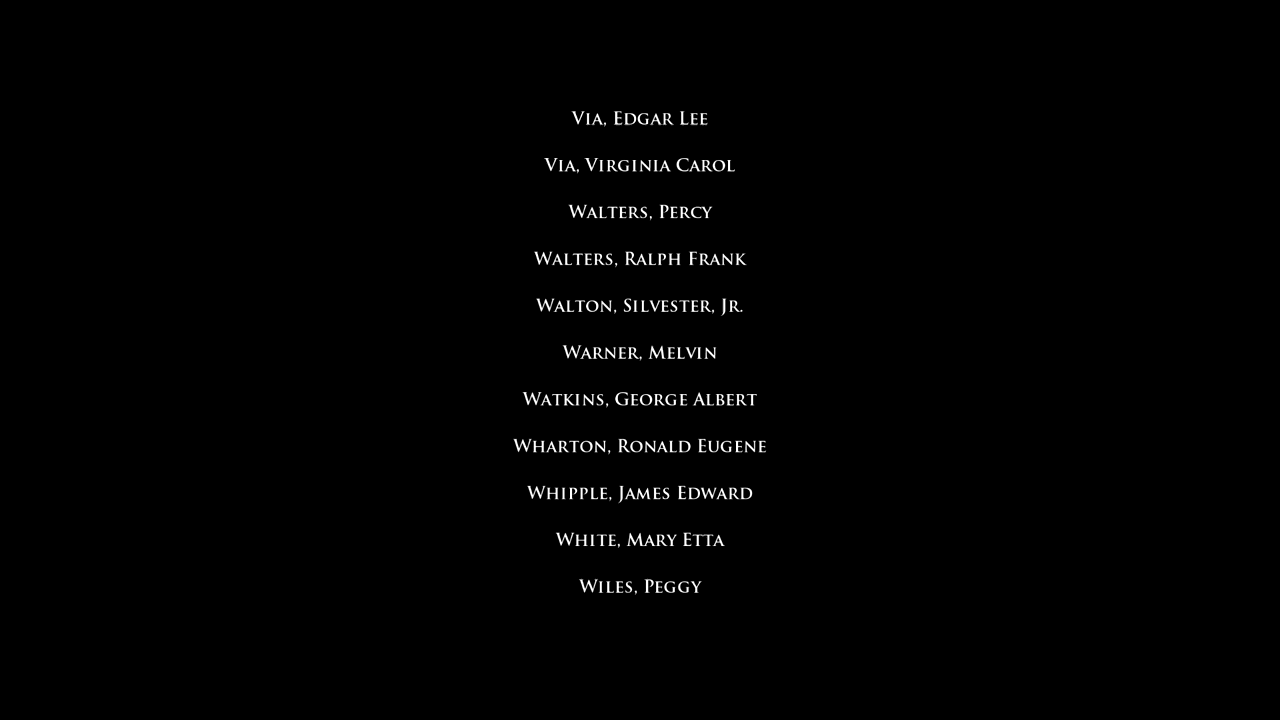 Via, Edgar Lee
Via, Virginia Carol
Walters, Percy
Walters, Ralph Frank
Walton, Silvester, Jr.
Warner, Melvin
Watkins, George Albert
Wharton, Ronald Eugene
Whipple, James Edward
White, Mary Etta
Wiles, Peggy